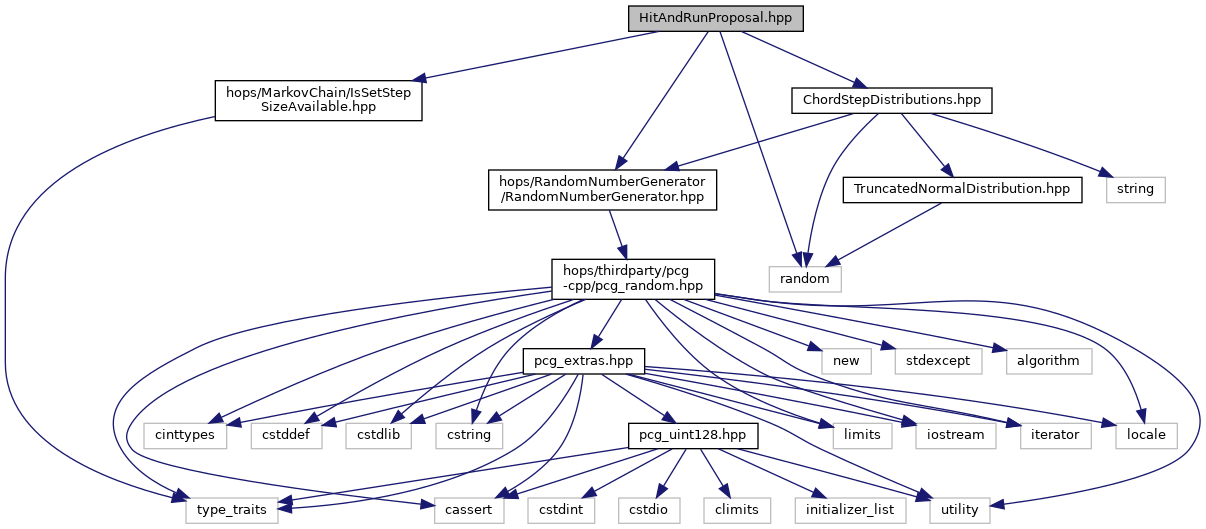 HitAndRunProposal.hpp
hops/MarkovChain/IsSetStep
SizeAvailable.hpp
ChordStepDistributions.hpp
hops/RandomNumberGenerator
/RandomNumberGenerator.hpp
TruncatedNormalDistribution.hpp
string
hops/thirdparty/pcg
-cpp/pcg_random.hpp
random
pcg_extras.hpp
new
stdexcept
algorithm
cinttypes
cstddef
cstdlib
cstring
pcg_uint128.hpp
limits
iostream
iterator
locale
type_traits
cassert
cstdint
cstdio
climits
initializer_list
utility